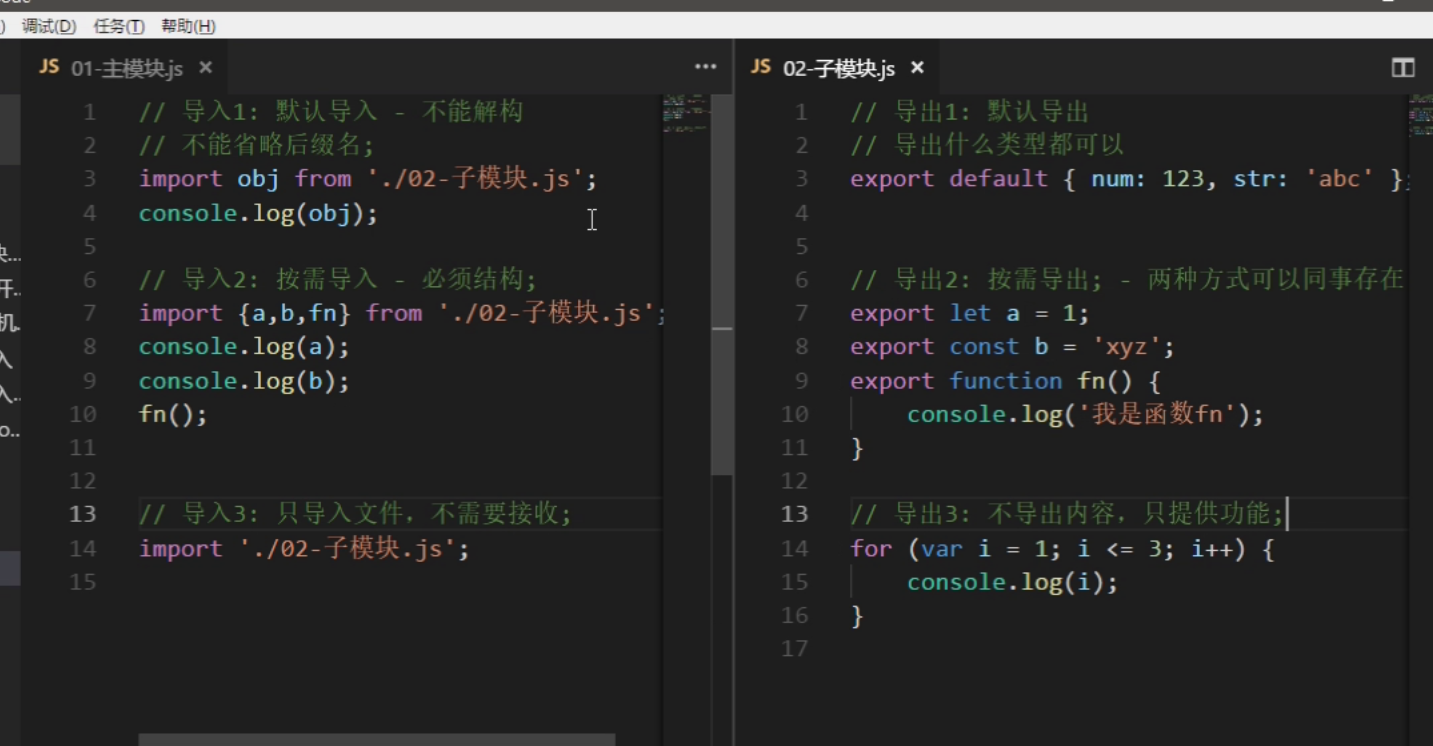 调试(D) 任务(T) 帮助(H)
JS 01-主模块.js ×
1 // 导入1: 默认导入 - 不能解构
2 // 不能省略后缀名;
3 import obj from './02-子模块.js';
4 console.log(obj);
5
6 // 导入2: 按需导入 - 必须结构;
7 import {a,b,fn} from './02-子模块.js';
8 console.log(a);
9 console.log(b);
10 fn();
11
12
13 // 导入3: 只导入文件，不需要接收;
14 import './02-子模块.js';
15
JS 02-子模块.js ×
1 // 导出1: 默认导出
2 // 导出什么类型都可以
3 export default { num: 123, str: 'abc' };
4
5
6 // 导出2: 按需导出; - 两种方式可以同事存在
7 export let a = 1;
8 export const b = 'xyz';
9 export function fn() {
10 console.log('我是函数fn');
11 }
12
13 // 导出3: 不导出内容，只提供功能;
14 for (var i = 1; i <= 3; i++) {
15 console.log(i);
16 }
17